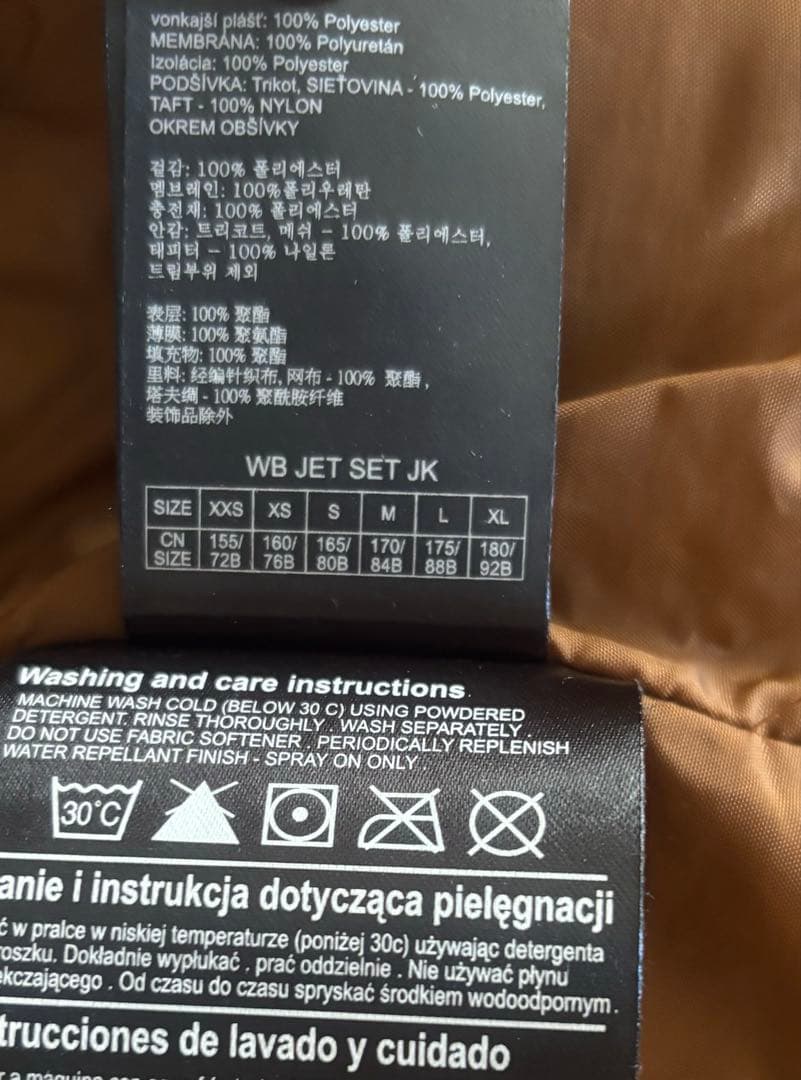 vonkajší plášť: 100% Polyester
MEMBRÁNA: 100% Polyuretán
Izolácia: 100% Polyester
PODŠÍVKA: Trikot, SIEŤOVINA - 100% Polyester,
TAFT - 100% NYLON
OKREM OBŠÍVKY
겉감: 100% 폴리에스터
멤브레인: 100%폴리우레탄
충전재: 100% 폴리에스터
안감: 트리코트, 메쉬 – 100% 폴리에스터,
태피터 – 100% 나일론
트림부위 제외
表层: 100% 聚酯
薄膜: 100% 聚氨酯
填充物: 100% 聚酯
里料: 经编针织布, 网布 - 100% 聚酯,
塔夫绸 - 100% 聚酰胺纤维
装饰品除外
WB JET SET JK
SIZE XXS XS S M L XL
CN SIZE 155/72B 160/76B 165/80B 170/84B 175/88B 180/92B
Washing and care instructions
MACHINE WASH COLD (BELOW 30 C) USING POWDERED
DETERGENT. RINSE THOROUGHLY . WASH SEPARATELY .
DO NOT USE FABRIC SOFTENER . PERIODICALLY REPLENISH
WATER REPELLANT FINISH - SPRAY ON ONLY .
30°C
anie i instrukcja dotycząca pielęgnacji
ć w pralce w niskiej temperaturze (poniżej 30c) używając detergenta
roszku. Dokładnie wypłukać . prać oddzielnie . Nie używać płynu
ękczającego . Od czasu do czasu spryskać środkiem wodoodpornym .
trucciones de lavado y cuidado